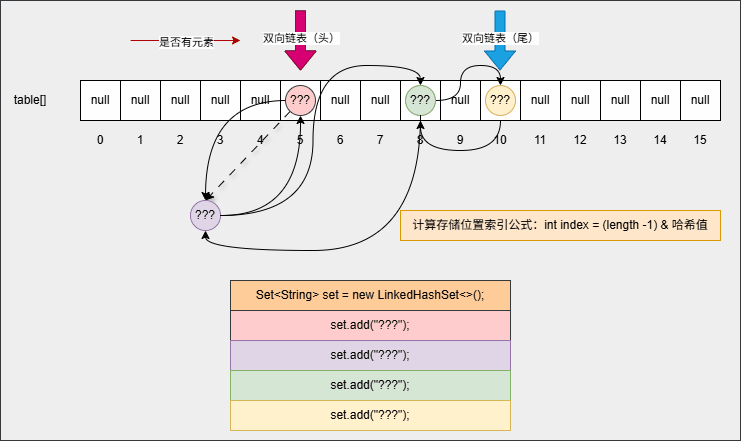 双向链表（头）
双向链表（尾）
是否有元素
table[]
null null null null null ??? null null ??? null ??? null null null null null
0 1 2 3 4 5 6 7 8 9 10 11 12 13 14 15
???
计算存储位置索引公式：int index = (length -1) & 哈希值
Set<String> set = new LinkedHashSet<>();
set.add("???");
set.add("???");
set.add("???");
set.add("???");